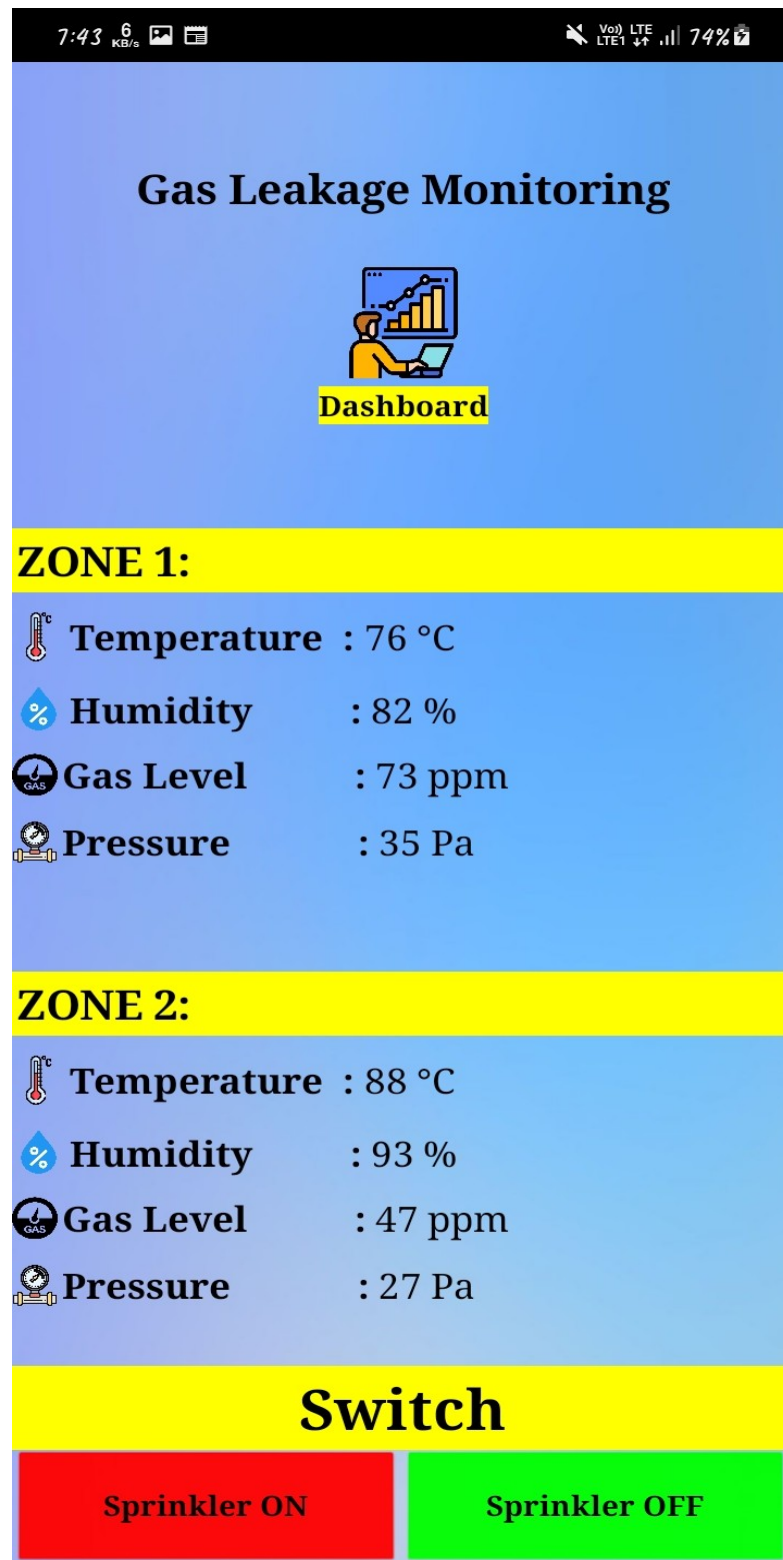 7:43 6 KB/s Vo) LTE LTE1 74%
Gas Leakage Monitoring
Dashboard
ZONE 1:
°C Temperature : 76 °C
% Humidity : 82 %
GAS Gas Level : 73 ppm
Pressure : 35 Pa
ZONE 2:
°C Temperature : 88 °C
% Humidity : 93 %
GAS Gas Level : 47 ppm
Pressure : 27 Pa
Switch
Sprinkler ON Sprinkler OFF